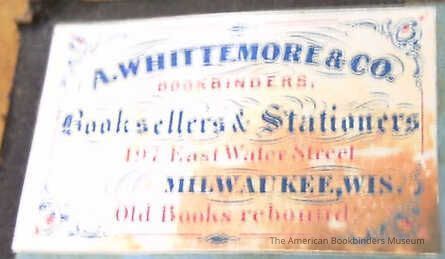 A. WHITTEMORE & CO.
BOOKBINDERS,
Booksellers & Stationers
197 East Water Street
MILWAUKEE, WIS.
Old Books rebound.
The American Bookbinders Museum